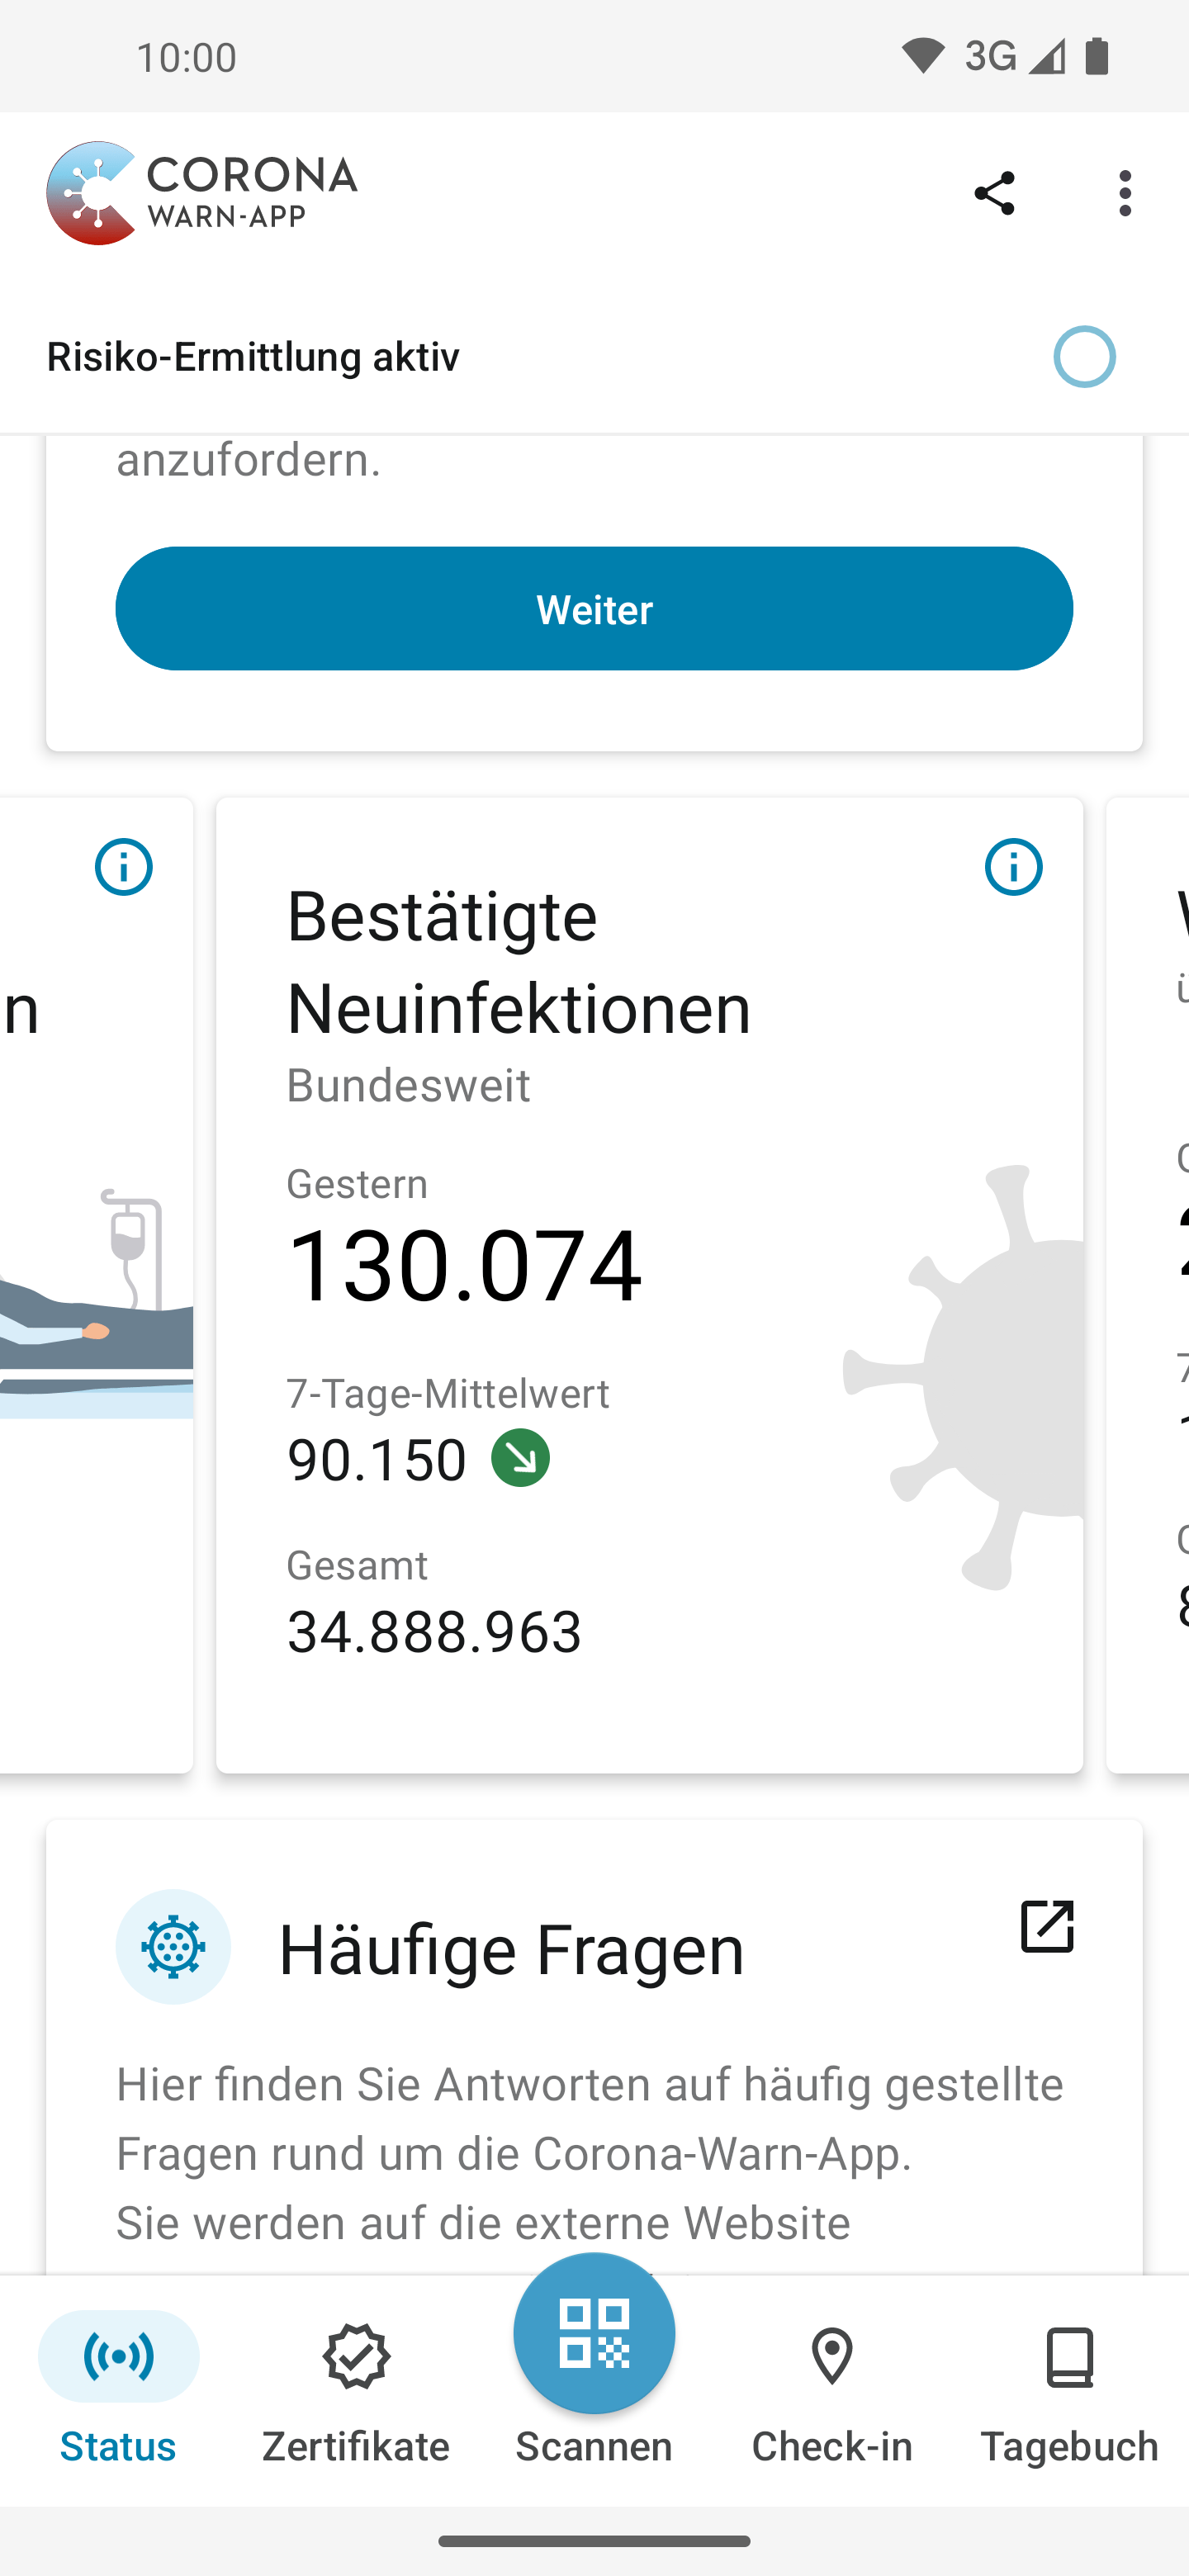 10:00
3G
CORONA
WARN-APP
Risiko-Ermittlung aktiv
anzufordern.
Weiter
n
Bestätigte
Neuinfektionen
Bundesweit
Gestern
130.074
7-Tage-Mittelwert
90.150
Gesamt
34.888.963
Häufige Fragen
Hier finden Sie Antworten auf häufig gestellte
Fragen rund um die Corona-Warn-App.
Sie werden auf die externe Website
Status
Zertifikate
Scannen
Check-in
Tagebuch